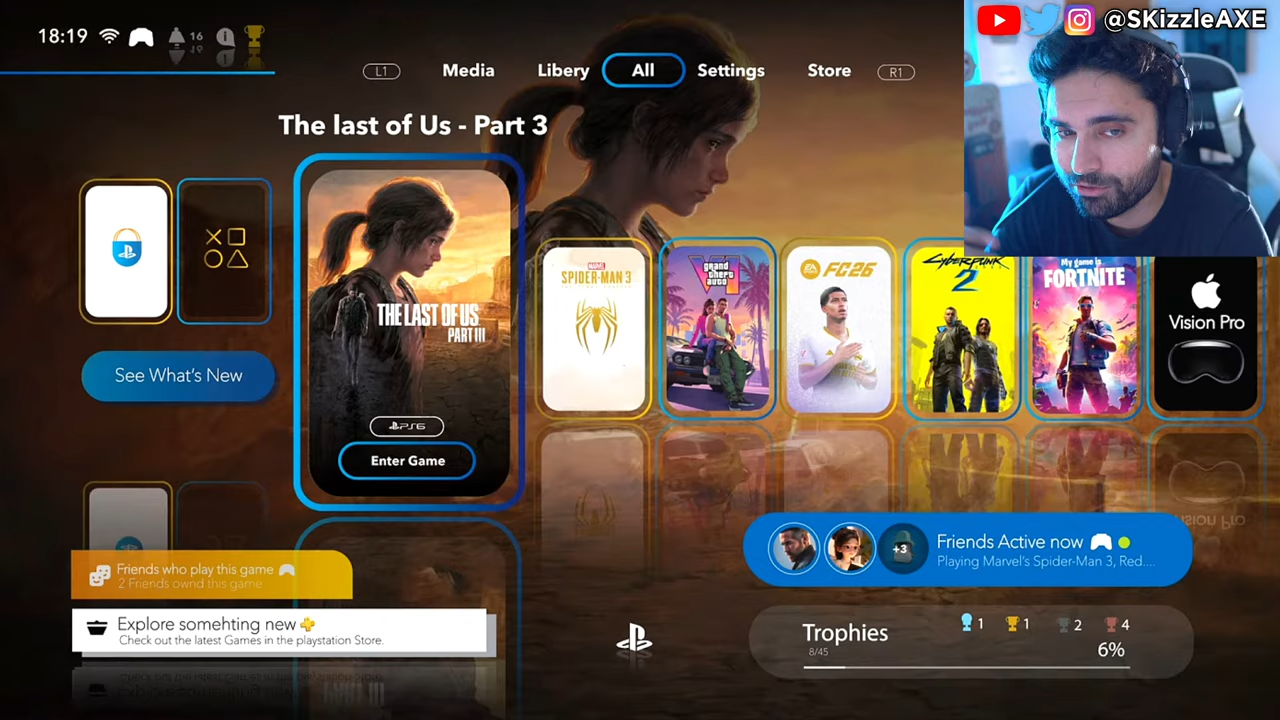 @SKizzleAXE
18:19
16
L1
Media
Libery
All
Settings
Store
R1
The last of Us - Part 3
THE LAST OF US
PART III
PS6
Enter Game
MARVEL
SPIDER-MAN 3
grand
theft
auto
VI
EA
FC26
CYBERPUNK
2
My game is
FORTNITE
Vision Pro
See What's New
Friends who play this game
2 Friends ownd this game
Explore somehting new
Check out the latest Games in the playstation Store.
+3
Friends Active now
Playing Marvel's Spider-Man 3, Red....
Trophies
8/45
1
1
2
4
6%